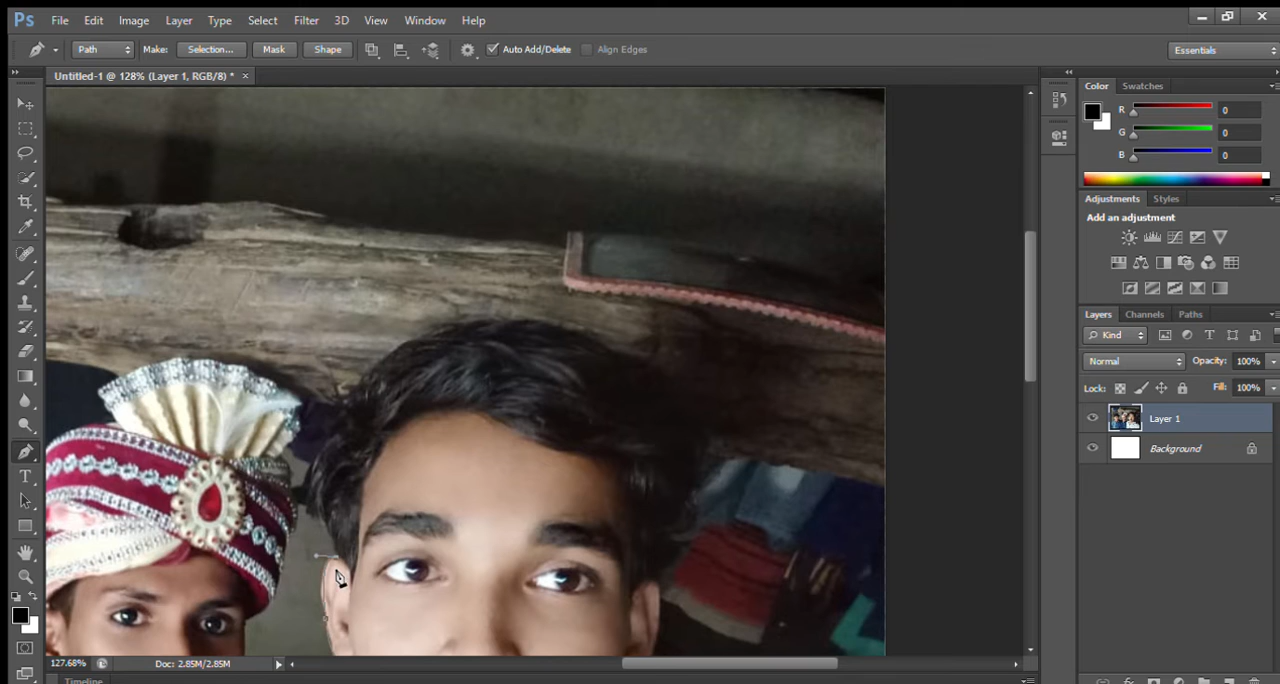 Ps File Edit Image Layer Type Select Filter 3D View Window Help
Path Make: Selection... Mask Shape Auto Add/Delete Align Edges Essentials
Untitled-1 @ 128% (Layer 1, RGB/8) * ×
Color Swatches
R 0
G 0
B 0
Adjustments Styles
Add an adjustment
Layers Channels Paths
Kind
Normal Opacity: 100%
Lock: Fill: 100%
Layer 1
Background
127.68% Doc: 2.85M/2.85M
Timeline